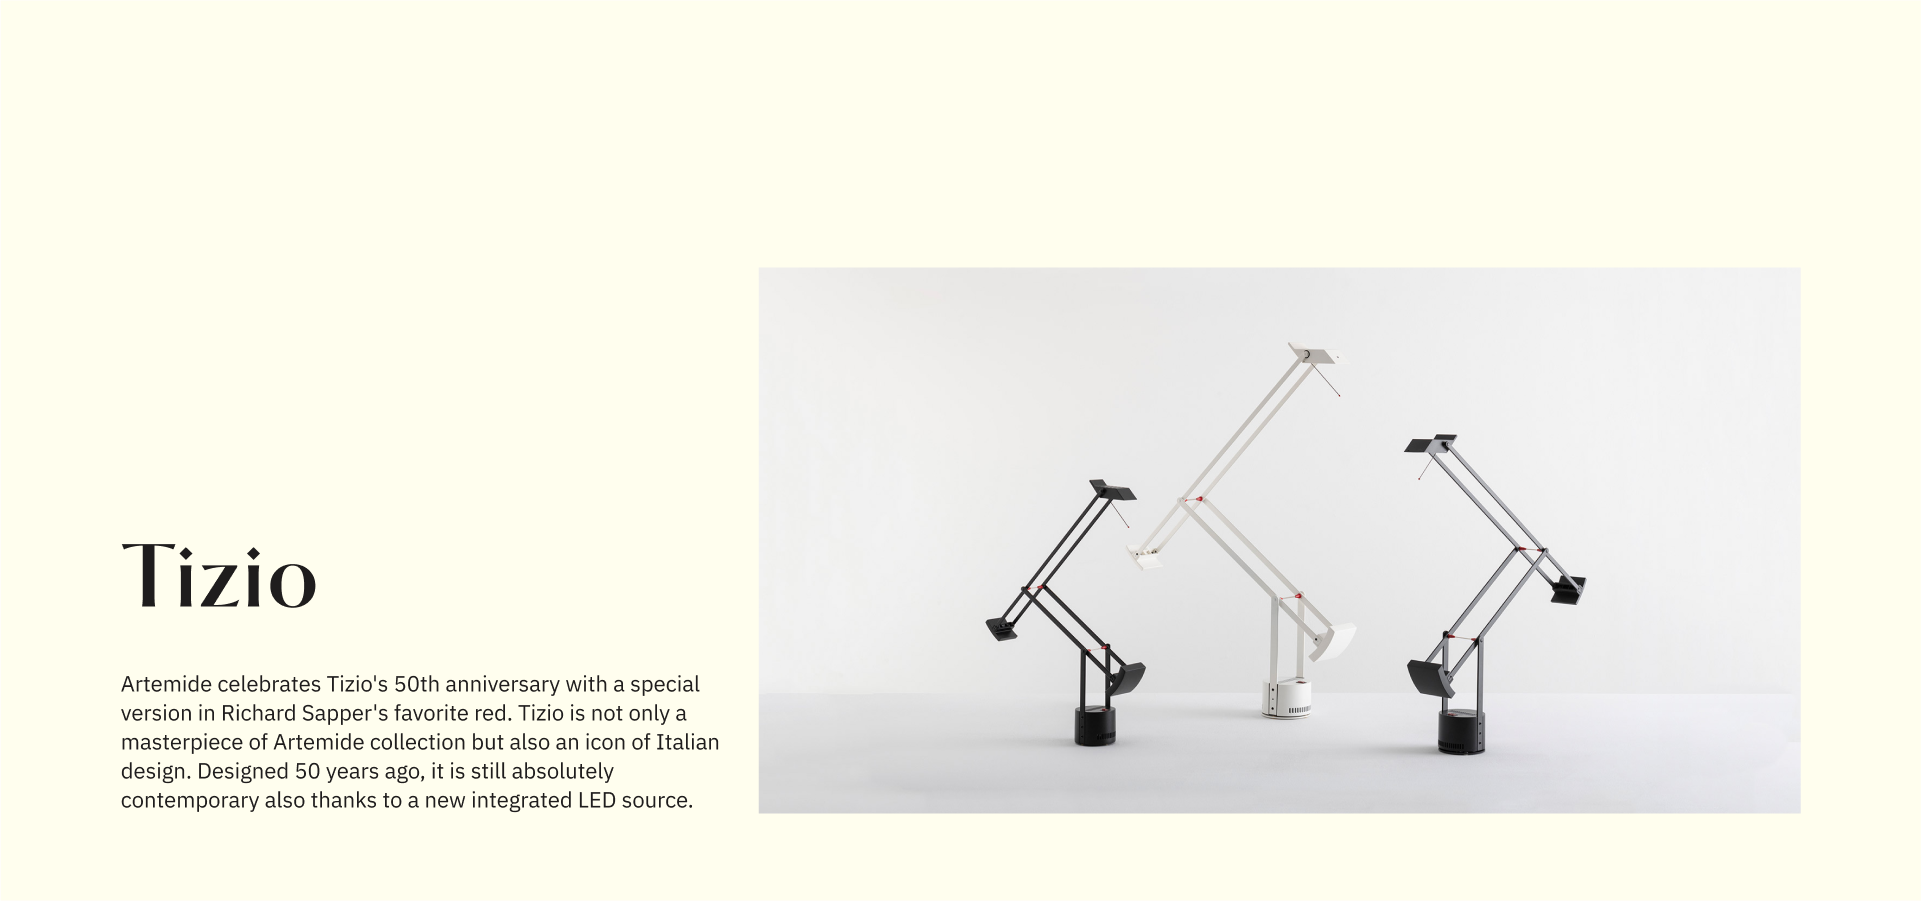 Tizio
Artemide celebrates Tizio's 50th anniversary with a special
version in Richard Sapper's favorite red. Tizio is not only a
masterpiece of Artemide collection but also an icon of Italian
design. Designed 50 years ago, it is still absolutely
contemporary also thanks to a new integrated LED source.